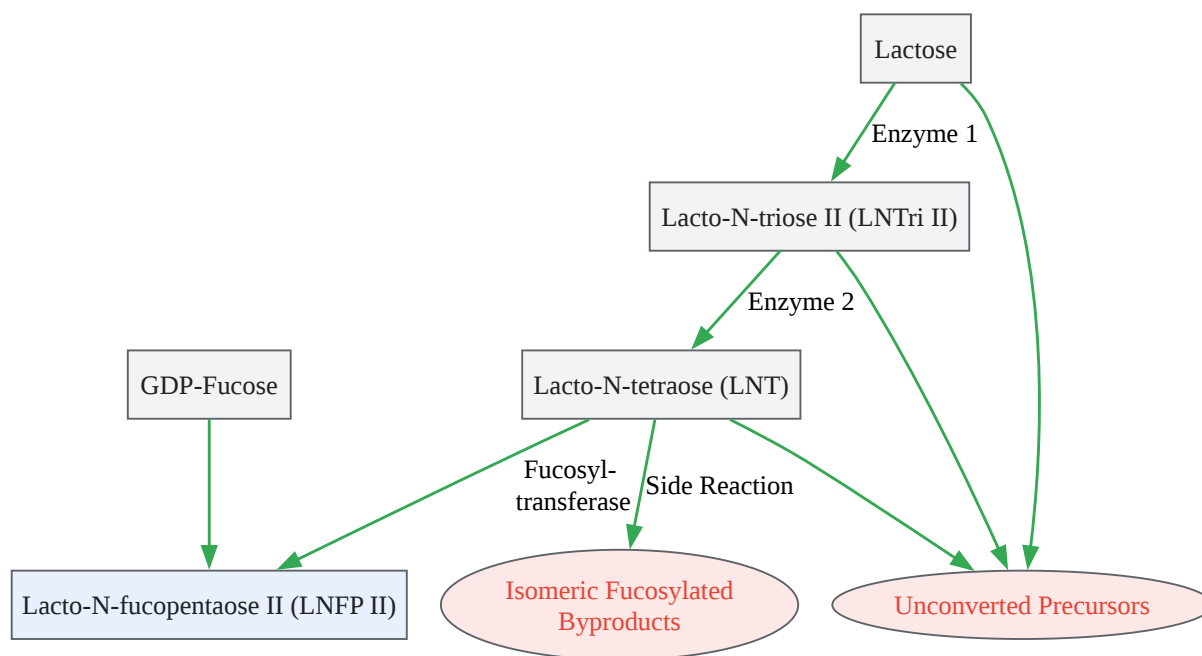 Lactose
Enzyme 1
Lacto-N-triose II (LNTri II)
Enzyme 2
GDP-Fucose
Lacto-N-tetraose (LNT)
Fucosyl-
transferase
Side Reaction
Lacto-N-fucopentaose II (LNFP II)
Isomeric Fucosylated
Byproducts
Unconverted Precursors